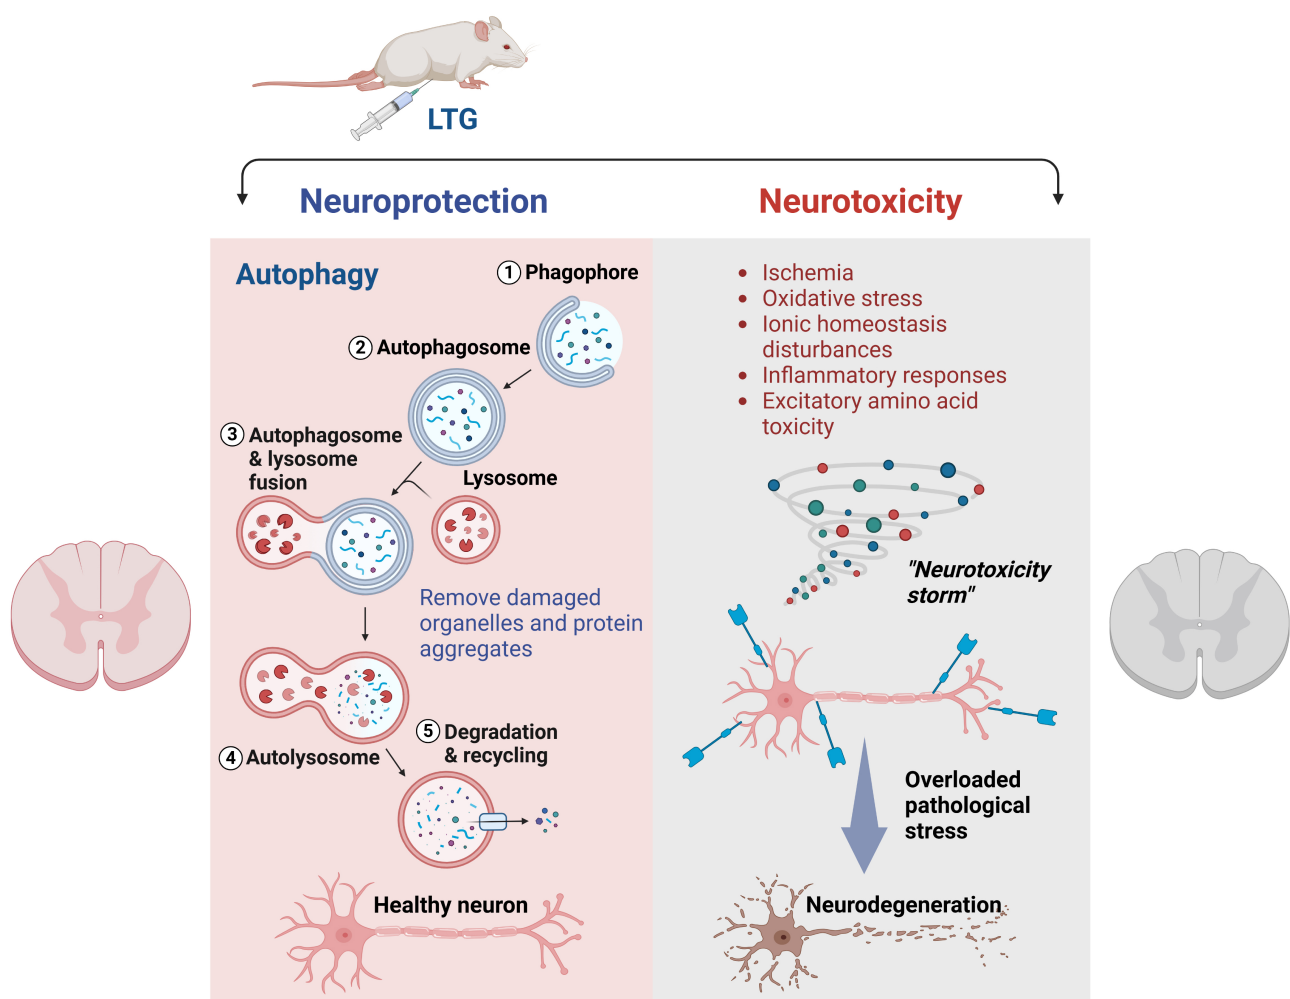 LTG
Neuroprotection
Neurotoxicity
Autophagy
1 Phagophore
2 Autophagosome
3 Autophagosome
& lysosome
fusion
Lysosome
Remove damaged
organelles and protein
aggregates
4 Autolysosome
5 Degradation
& recycling
Healthy neuron
• Ischemia
• Oxidative stress
• Ionic homeostasis
disturbances
• Inflammatory responses
• Excitatory amino acid
toxicity
"Neurotoxicity
storm"
Overloaded
pathological
stress
Neurodegeneration